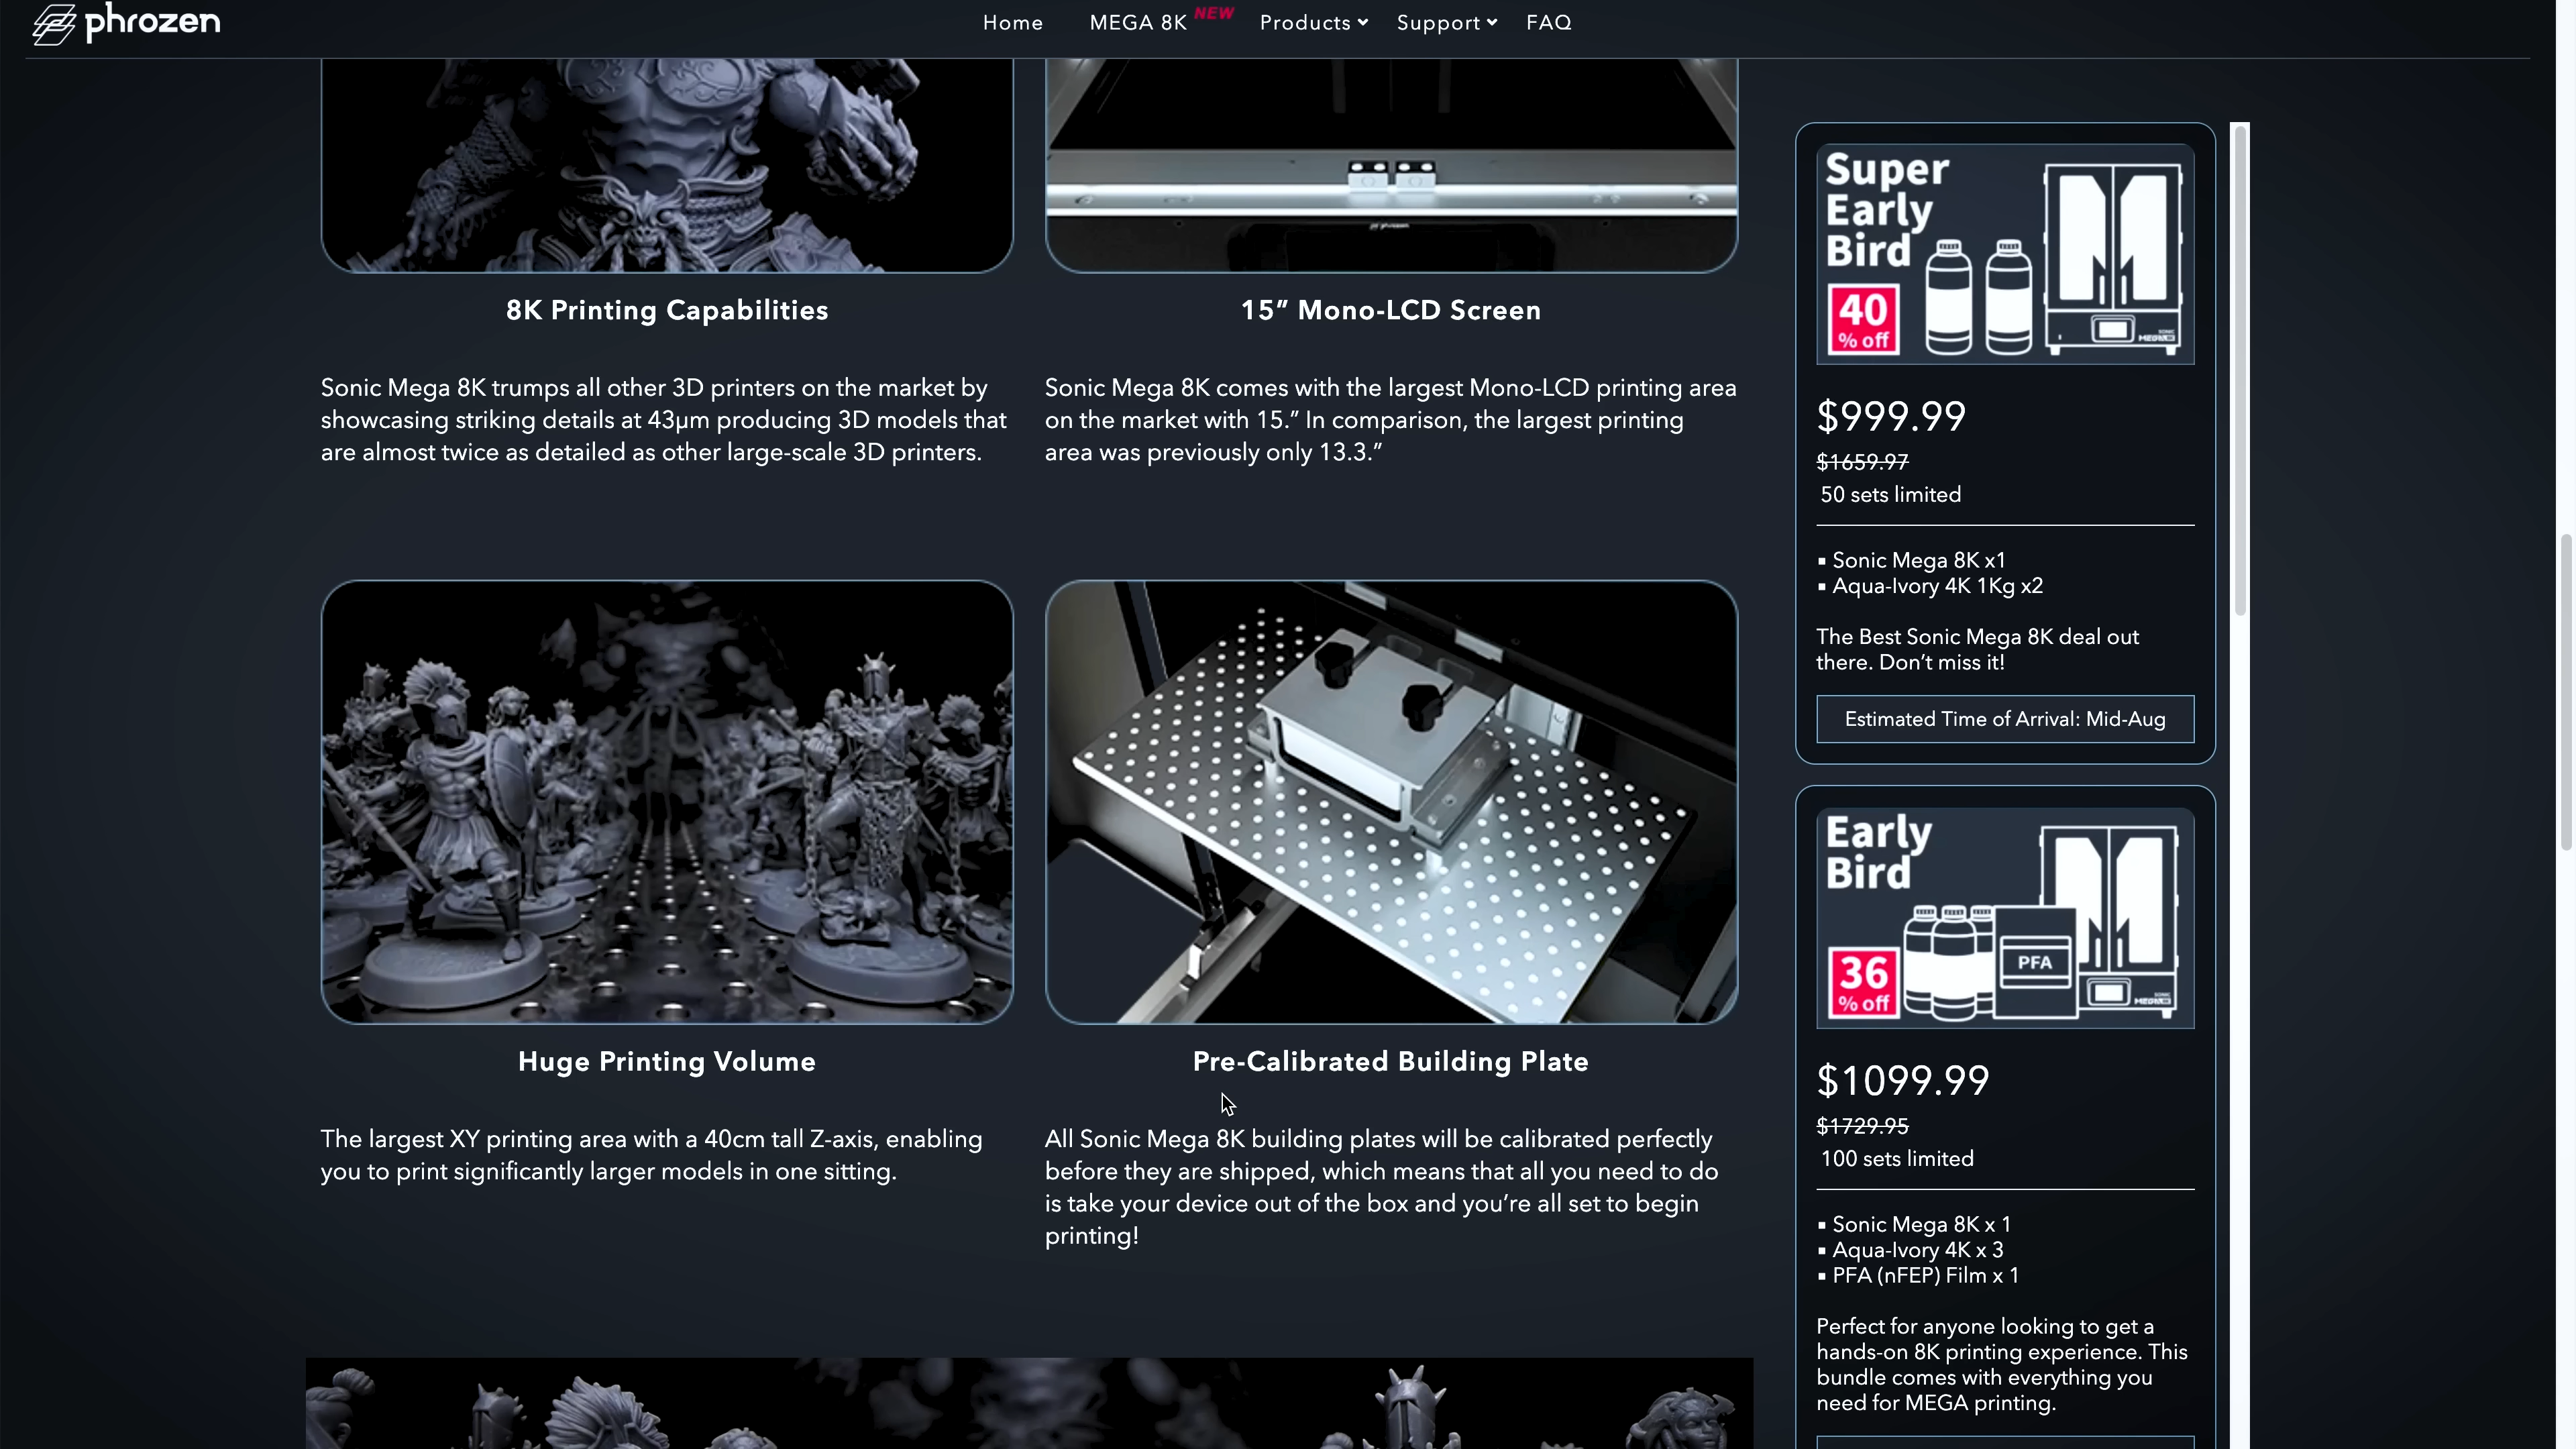 phrozen
Home
MEGA 8K NEW
Products
Support
FAQ
8K Printing Capabilities
Sonic Mega 8K trumps all other 3D printers on the market by
showcasing striking details at 43µm producing 3D models that
are almost twice as detailed as other large-scale 3D printers.
phrozen
15” Mono-LCD Screen
Sonic Mega 8K comes with the largest Mono-LCD printing area
on the market with 15.” In comparison, the largest printing
area was previously only 13.3.”
Huge Printing Volume
The largest XY printing area with a 40cm tall Z-axis, enabling
you to print significantly larger models in one sitting.
Pre-Calibrated Building Plate
All Sonic Mega 8K building plates will be calibrated perfectly
before they are shipped, which means that all you need to do
is take your device out of the box and you’re all set to begin
printing!
Super
Early
Bird
40
% off
SONIC
MEGA 8K
$999.99
$1659.97
50 sets limited
▪ Sonic Mega 8K x1
▪ Aqua-Ivory 4K 1Kg x2
The Best Sonic Mega 8K deal out
there. Don’t miss it!
Estimated Time of Arrival: Mid-Aug
Early
Bird
36
% off
PFA
SONIC
MEGA 8K
$1099.99
$1729.95
100 sets limited
▪ Sonic Mega 8K x 1
▪ Aqua-Ivory 4K x 3
▪ PFA (nFEP) Film x 1
Perfect for anyone looking to get a
hands-on 8K printing experience. This
bundle comes with everything you
need for MEGA printing.